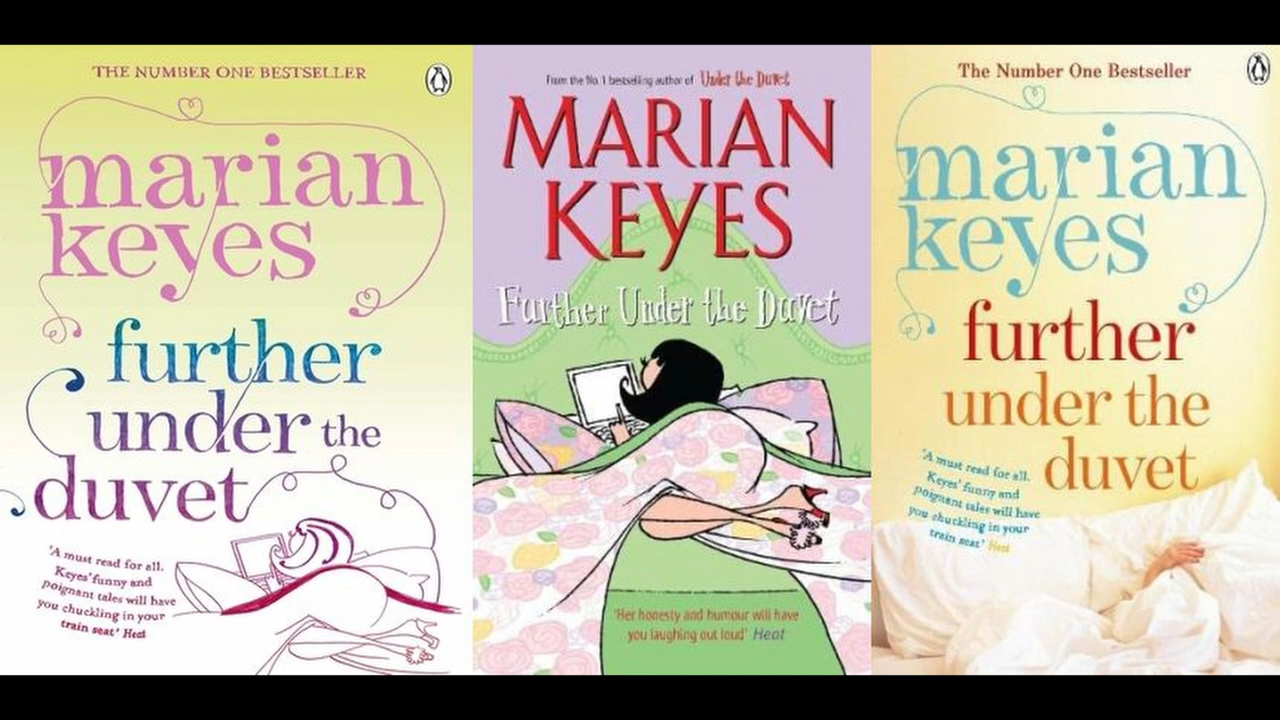 THE NUMBER ONE BESTSELLER
marian
keyes
further
under the
duvet
'A must read for all.
Keyes' funny and
poignant tales will have
you chuckling in your
train seat' Heat
From the No. 1 bestselling author of Under the Duvet
MARIAN
KEYES
Further Under the Duvet
'Her honesty and humour will have
you laughing out loud' Heat
The Number One Bestseller
marian
keyes
further
under the
duvet
'A must read for all.
Keyes' funny and
poignant tales will have
you chuckling in your
train seat' Heat